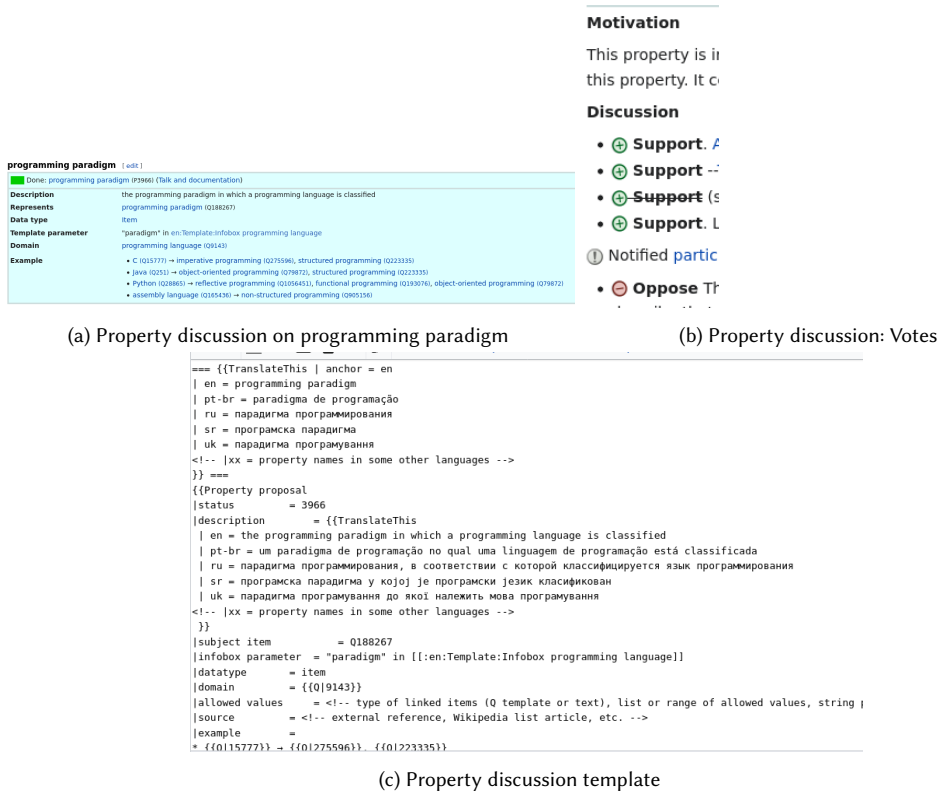 programming paradigm [ edit ]
Done: programming paradigm (P3966) (Talk and documentation)
Description the programming paradigm in which a programming language is classified
Represents programming paradigm (Q188267)
Data type Item
Template parameter "paradigm" in en:Template:Infobox programming language
Domain programming language (Q9143)
Example • C (Q15777) → imperative programming (Q275596), structured programming (Q223335)
• Java (Q251) → object-oriented programming (Q79872), structured programming (Q223335)
• Python (Q28865) → reflective programming (Q1056451), functional programming (Q193076), object-oriented programming (Q79872)
• assembly language (Q165436) → non-structured programming (Q905156)
(a) Property discussion on programming paradigm
Motivation
This property is
this property. It
Discussion
• Support.
• Support --
• Support (s
• Support. L
Notified partic
• Oppose Th
(b) Property discussion: Votes
=== {{TranslateThis | anchor = en
| en = programming paradigm
| pt-br = paradigma de programação
| ru = парадигма программирования
| sr = програмска парадигма
| uk = парадигма програмування
<!-- |xx = property names in some other languages -->
}} ===
{{Property proposal
|status = 3966
|description = {{TranslateThis
| en = the programming paradigm in which a programming language is classified
| pt-br = um paradigma de programação no qual uma linguagem de programação está classificada
| ru = парадигма программирования, в соответствии с которой классифицируется язык программирования
| sr = програмска парадигма у којој је програмски језик класификован
| uk = парадигма програмування до якої належить мова програмування
<!-- |xx = property names in some other languages -->
}}
|subject item = Q188267
|infobox parameter = "paradigm" in [[:en:Template:Infobox programming language]]
|datatype = item
|domain = {{Q|9143}}
|allowed values = <!-- type of linked items (Q template or text), list or range of allowed values, string
|source = <!-- external reference, Wikipedia list article, etc. -->
|example =
* {{Q|15777}} → {{Q|275596}}, {{Q|223335}}
(c) Property discussion template